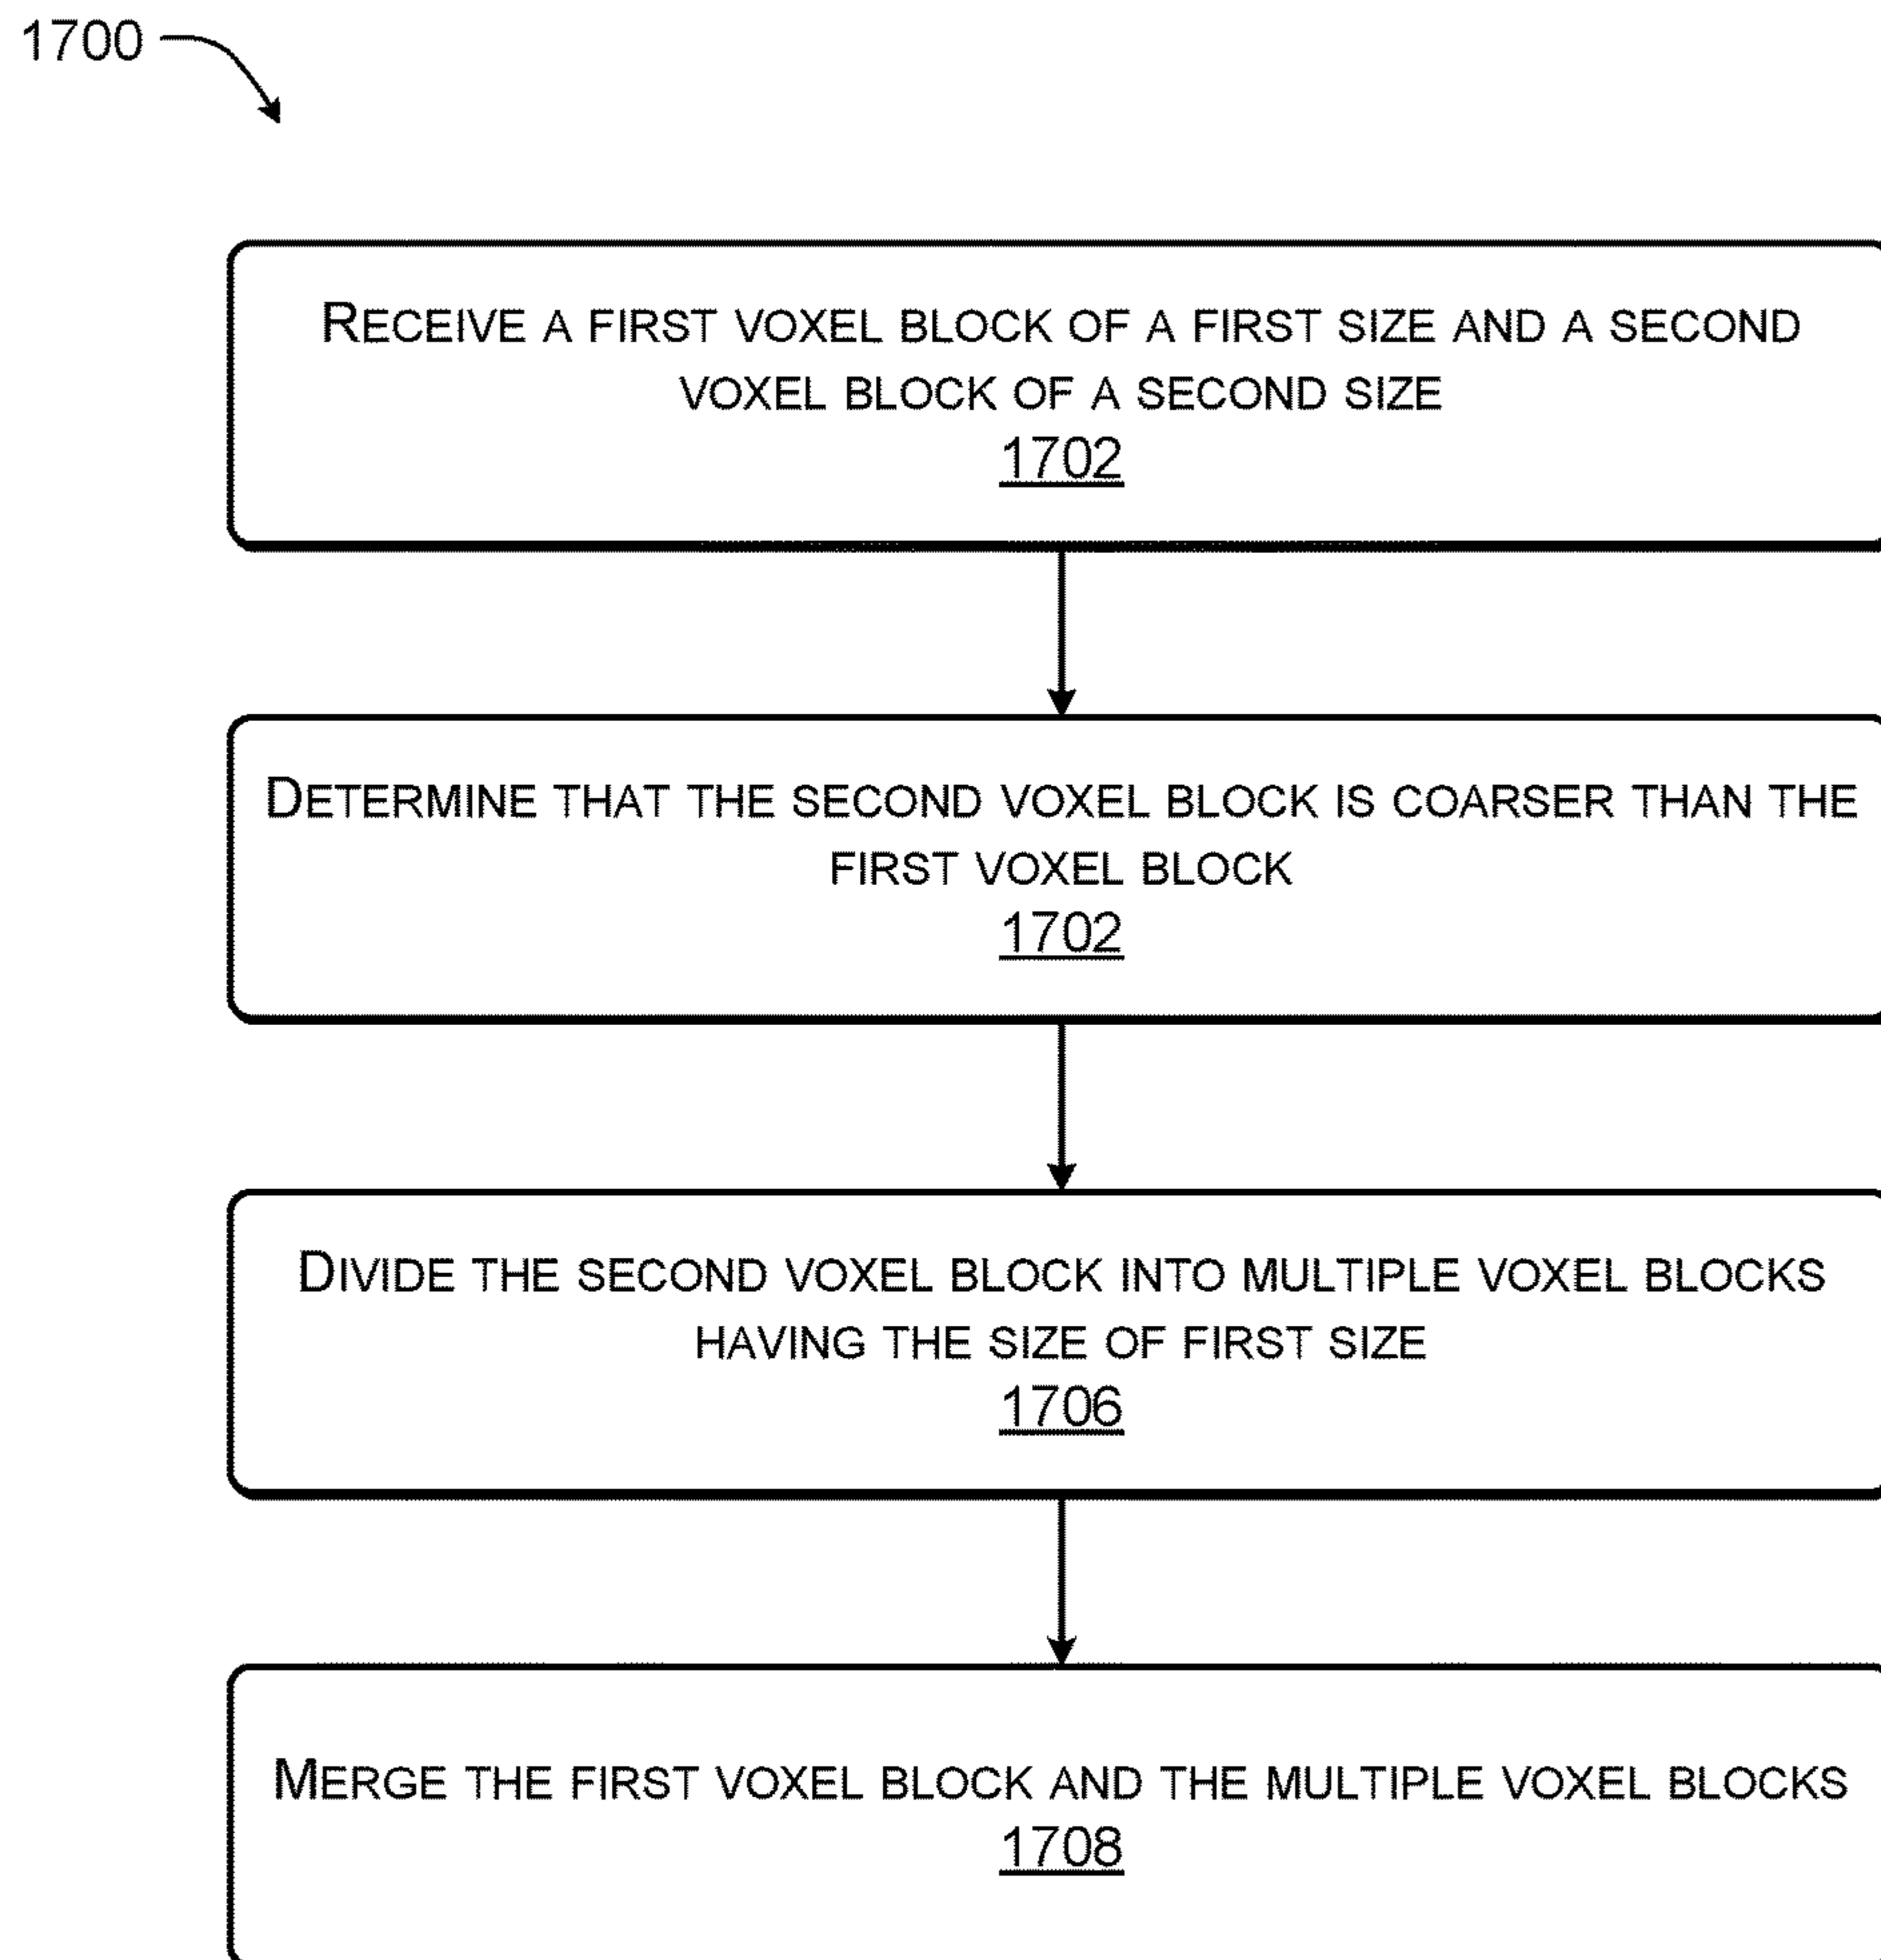 1700
RECEIVE A FIRST VOXEL BLOCK OF A FIRST SIZE AND A SECOND
VOXEL BLOCK OF A SECOND SIZE
1702
DETERMINE THAT THE SECOND VOXEL BLOCK IS COARSER THAN THE
FIRST VOXEL BLOCK
1702
DIVIDE THE SECOND VOXEL BLOCK INTO MULTIPLE VOXEL BLOCKS
HAVING THE SIZE OF FIRST SIZE
1706
MERGE THE FIRST VOXEL BLOCK AND THE MULTIPLE VOXEL BLOCKS
1708